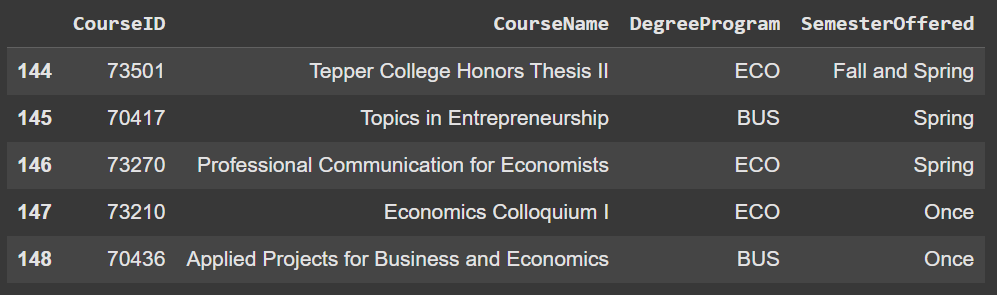 CourseID CourseName DegreeProgram SemesterOffered
144 73501 Tepper College Honors Thesis II ECO Fall and Spring
145 70417 Topics in Entrepreneurship BUS Spring
146 73270 Professional Communication for Economists ECO Spring
147 73210 Economics Colloquium I ECO Once
148 70436 Applied Projects for Business and Economics BUS Once